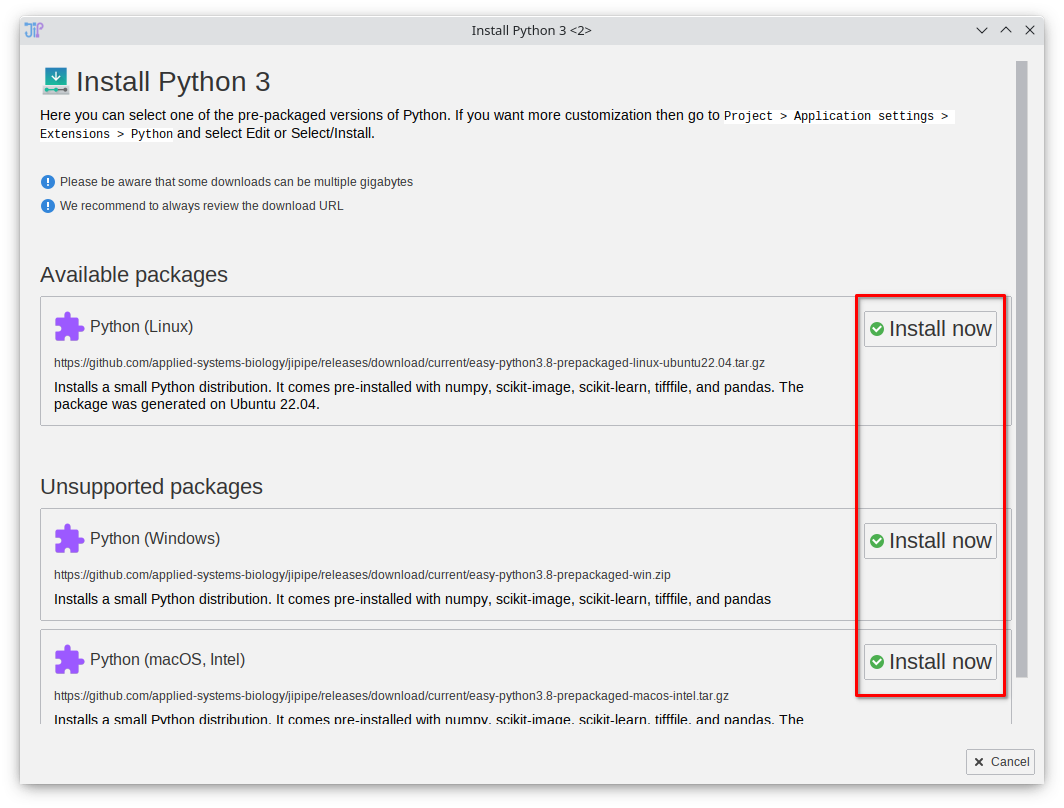 JIP
Install Python 3 <2>
Install Python 3
Here you can select one of the pre-packaged versions of Python. If you want more customization then go to Project > Application settings >
Extensions > Python and select Edit or Select/Install.
Please be aware that some downloads can be multiple gigabytes
We recommend to always review the download URL
Available packages
Python (Linux)
Install now
https://github.com/applied-systems-biology/jipipe/releases/download/current/easy-python3.8-prepackaged-linux-ubuntu22.04.tar.gz
Installs a small Python distribution. It comes pre-installed with numpy, scikit-image, scikit-learn, tifffile, and pandas. The
package was generated on Ubuntu 22.04.
Unsupported packages
Python (Windows)
Install now
https://github.com/applied-systems-biology/jipipe/releases/download/current/easy-python3.8-prepackaged-win.zip
Installs a small Python distribution. It comes pre-installed with numpy, scikit-image, scikit-learn, tifffile, and pandas
Python (macOS, Intel)
Install now
https://github.com/applied-systems-biology/jipipe/releases/download/current/easy-python3.8-prepackaged-macos-intel.tar.gz
Installs a small Python distribution. It comes pre-installed with numpy, scikit-image, scikit-learn, tifffile, and pandas. The
Cancel